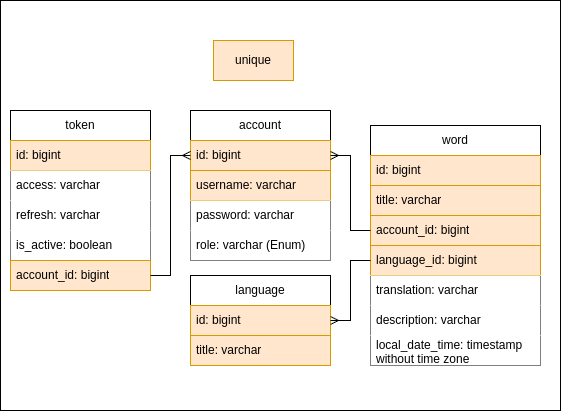 unique
token
id: bigint
access: varchar
refresh: varchar
is_active: boolean
account_id: bigint
account
id: bigint
username: varchar
password: varchar
role: varchar (Enum)
language
id: bigint
title: varchar
word
id: bigint
title: varchar
account_id: bigint
language_id: bigint
translation: varchar
description: varchar
local_date_time: timestamp
without time zone